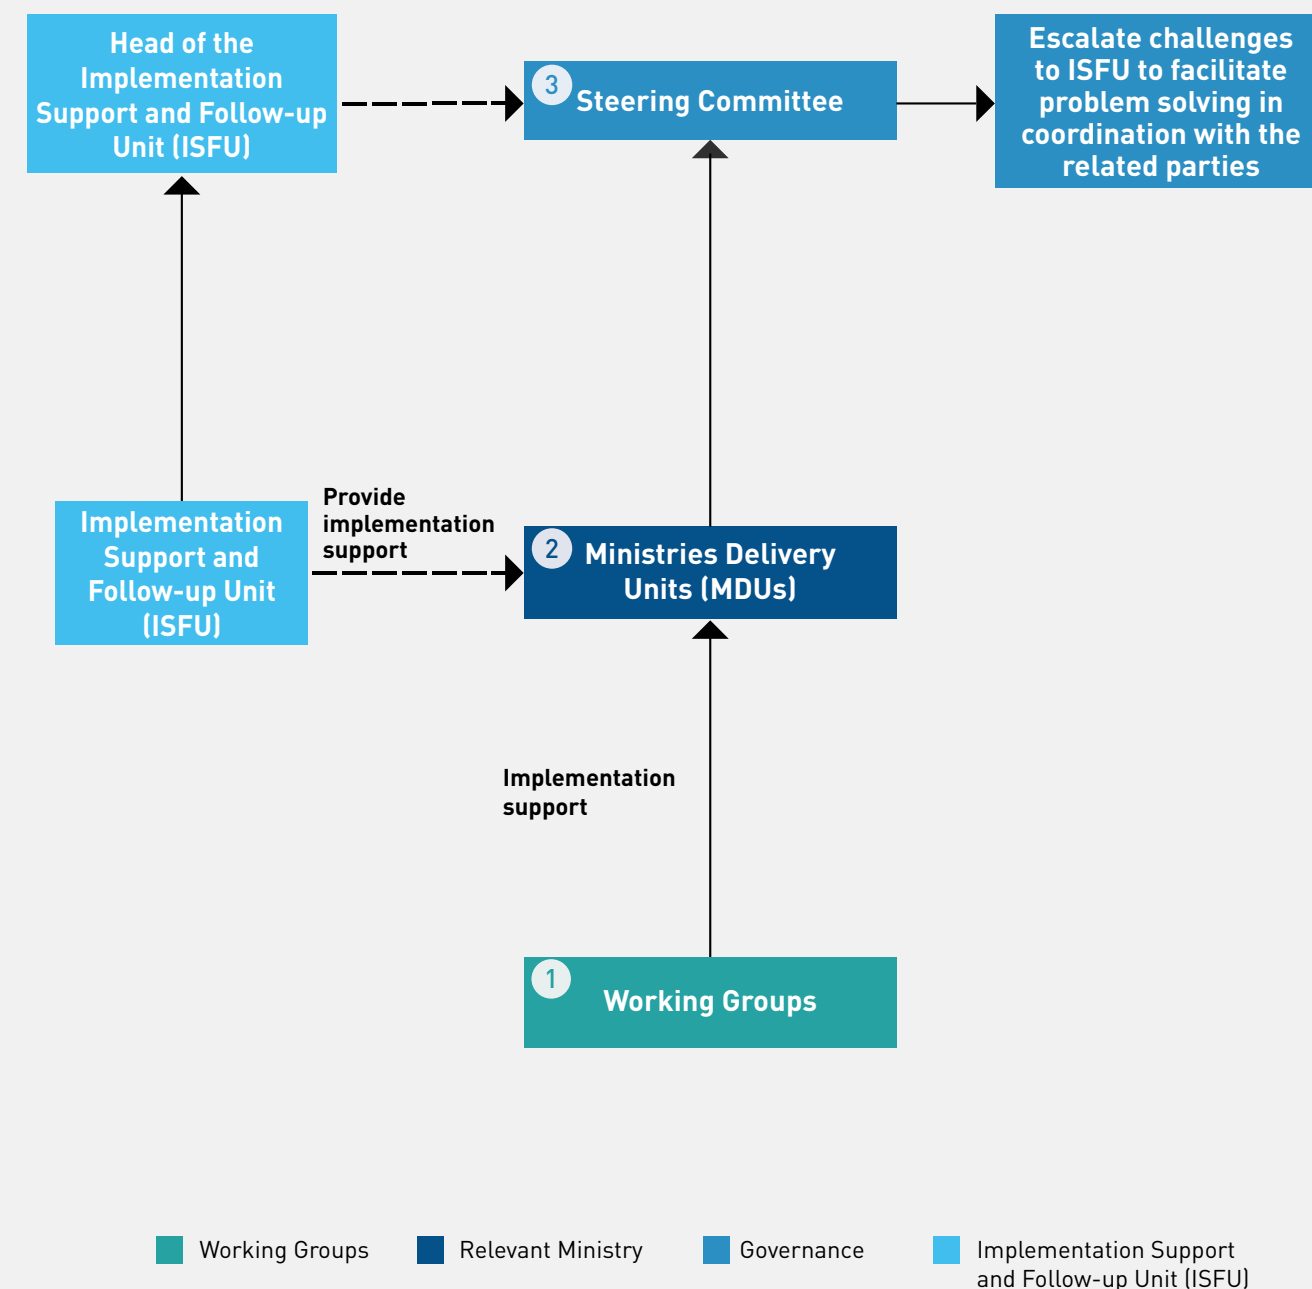 Head of the
Implementation
Support and Follow-up
Unit (ISFU)
3
Steering Committee
Escalate challenges
to ISFU to facilitate
problem solving in
coordination with the
related parties
Implementation
Support and
Follow-up Unit
(ISFU)
Provide
implementation
support
2
Ministries Delivery
Units (MDUs)
Implementation
support
1
Working Groups
Working Groups
Relevant Ministry
Governance
Implementation Support
and Follow-up Unit (ISFU)